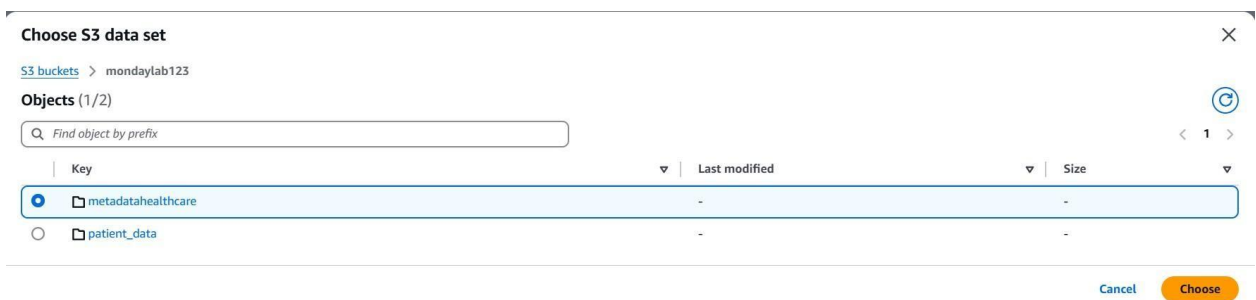 Choose S3 data set
S3 buckets > mondaylab123
Objects (1/2)
Find object by prefix
< 1 >
Key Last modified Size
metadatahealthcare - -
patient_data - -
Cancel Choose